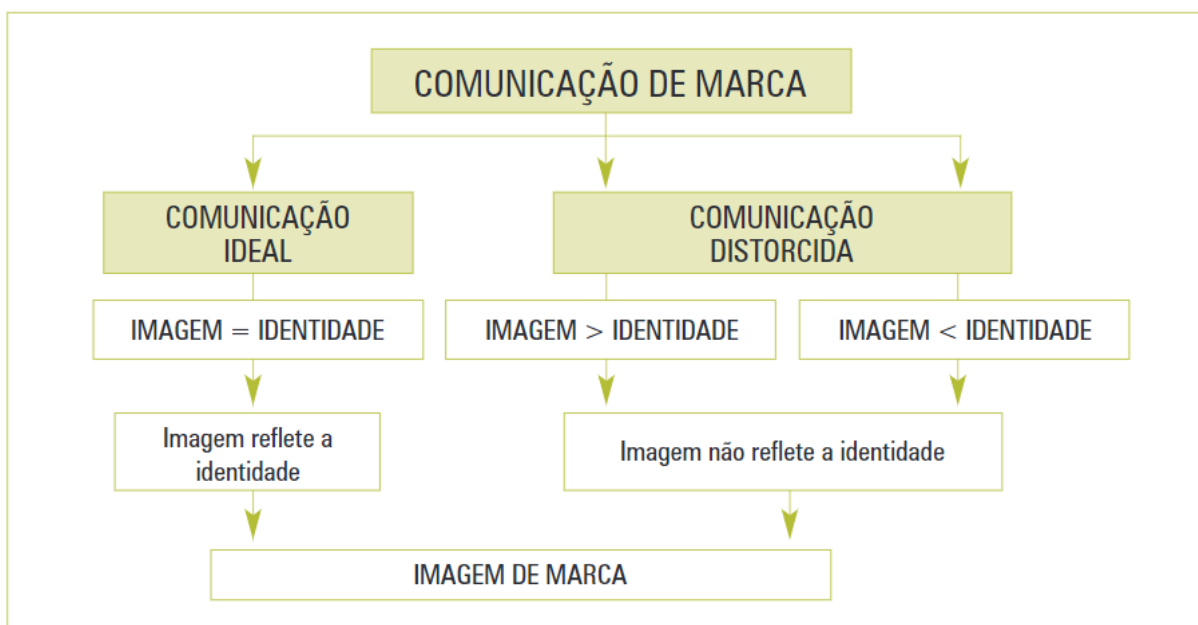 COMUNICAÇÃO DE MARCA
COMUNICAÇÃO
IDEAL
COMUNICAÇÃO
DISTORCIDA
IMAGEM = IDENTIDADE
IMAGEM > IDENTIDADE
IMAGEM < IDENTIDADE
Imagem reflete a
identidade
Imagem não reflete a identidade
IMAGEM DE MARCA